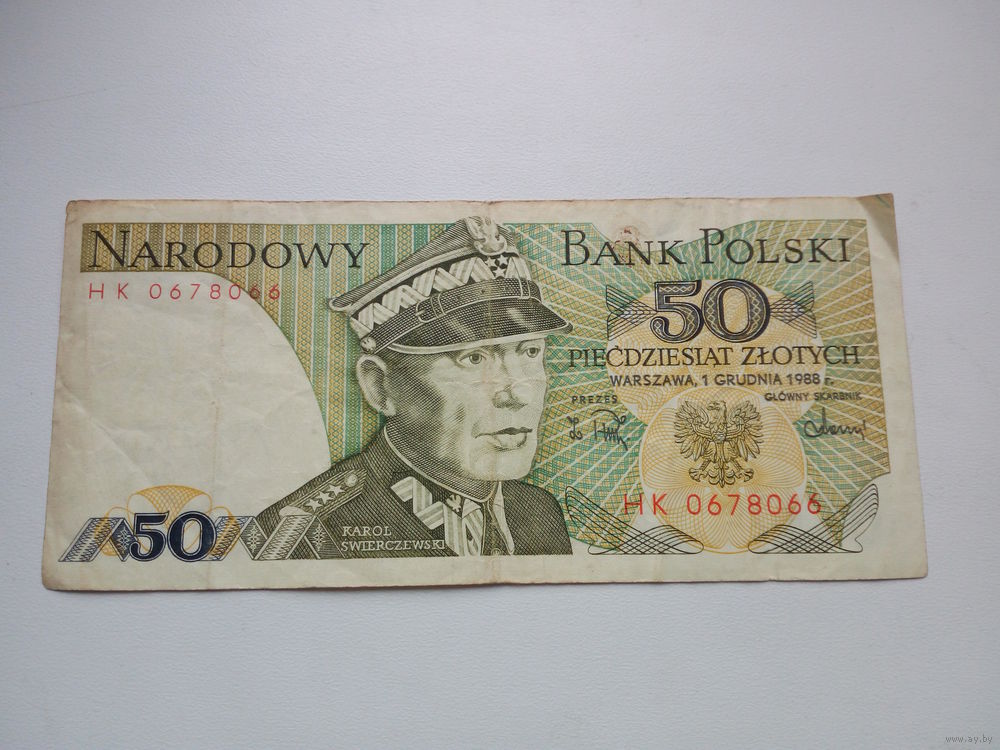 NARODOWY BANK POLSKI
HK 0678066
50
PIEĆDZIESIAT ZŁOTYCH
WARSZAWA, 1 GRUDNIA 1988 r.
PREZES GŁÓWNY SKARBNIK
HK 0678066
50
KAROL
ŚWIERCZEWSKI
www.ay.by